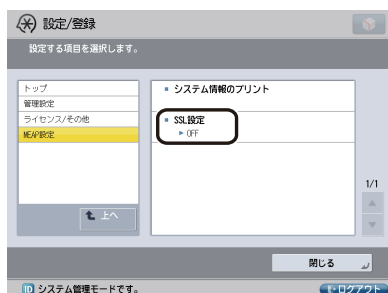 設定/登録
設定する項目を選択します。
トップ
管理設定
ライセンス/その他
MEAP設定
上へ
システム情報のプリント
SSL設定
OFF
1/1
閉じる
ID システム管理モードです。
ログアウト